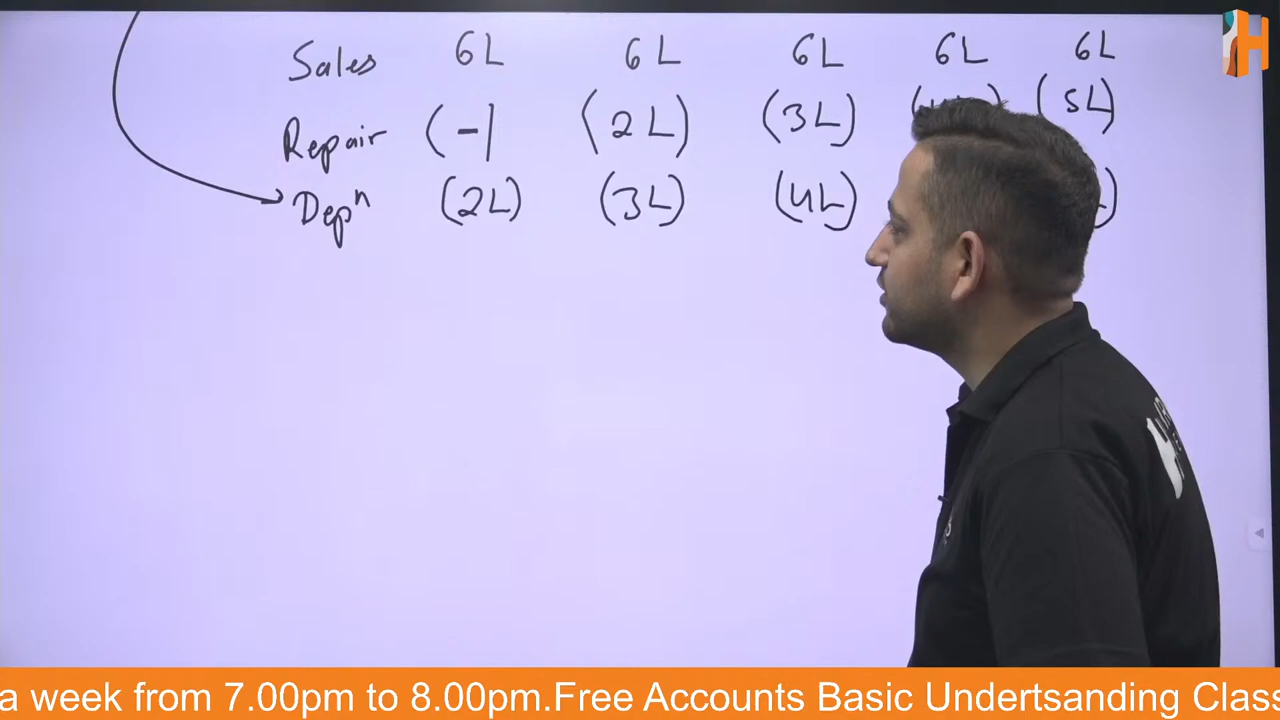 Sales 6L 6L 6L 6L 6L
Repair (-) (2L) (3L) (5L)
Depⁿ (2L) (3L) (4L)
a week from 7.00pm to 8.00pm.Free Accounts Basic Undertsanding Class